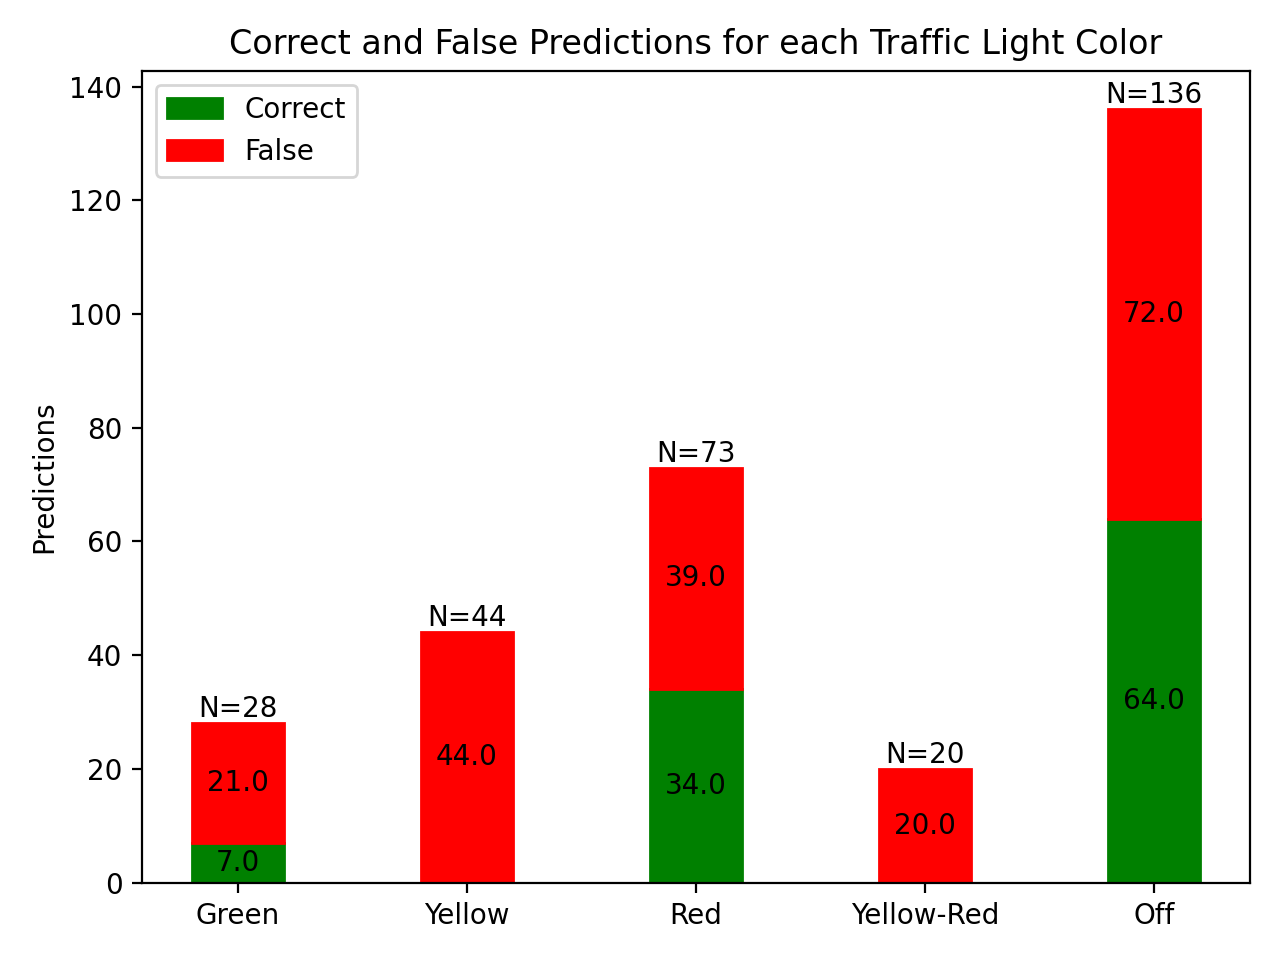 Correct and False Predictions for each Traffic Light Color
Correct
False
Predictions
140
120
100
80
60
40
20
0
N=28
21.0
7.0
N=44
44.0
N=73
39.0
34.0
N=20
20.0
N=136
72.0
64.0
Green
Yellow
Red
Yellow-Red
Off